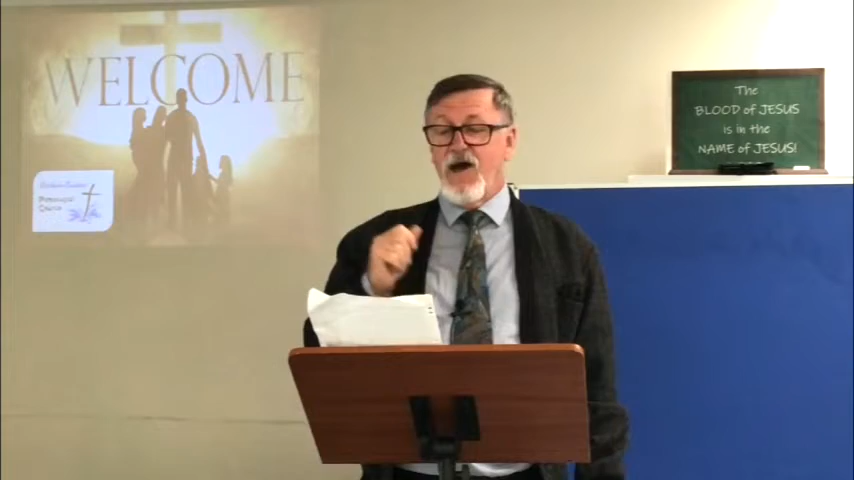 WELCOME
Pentecostal
Church
The
BLOOD of JESUS
is in the
NAME of JESUS!